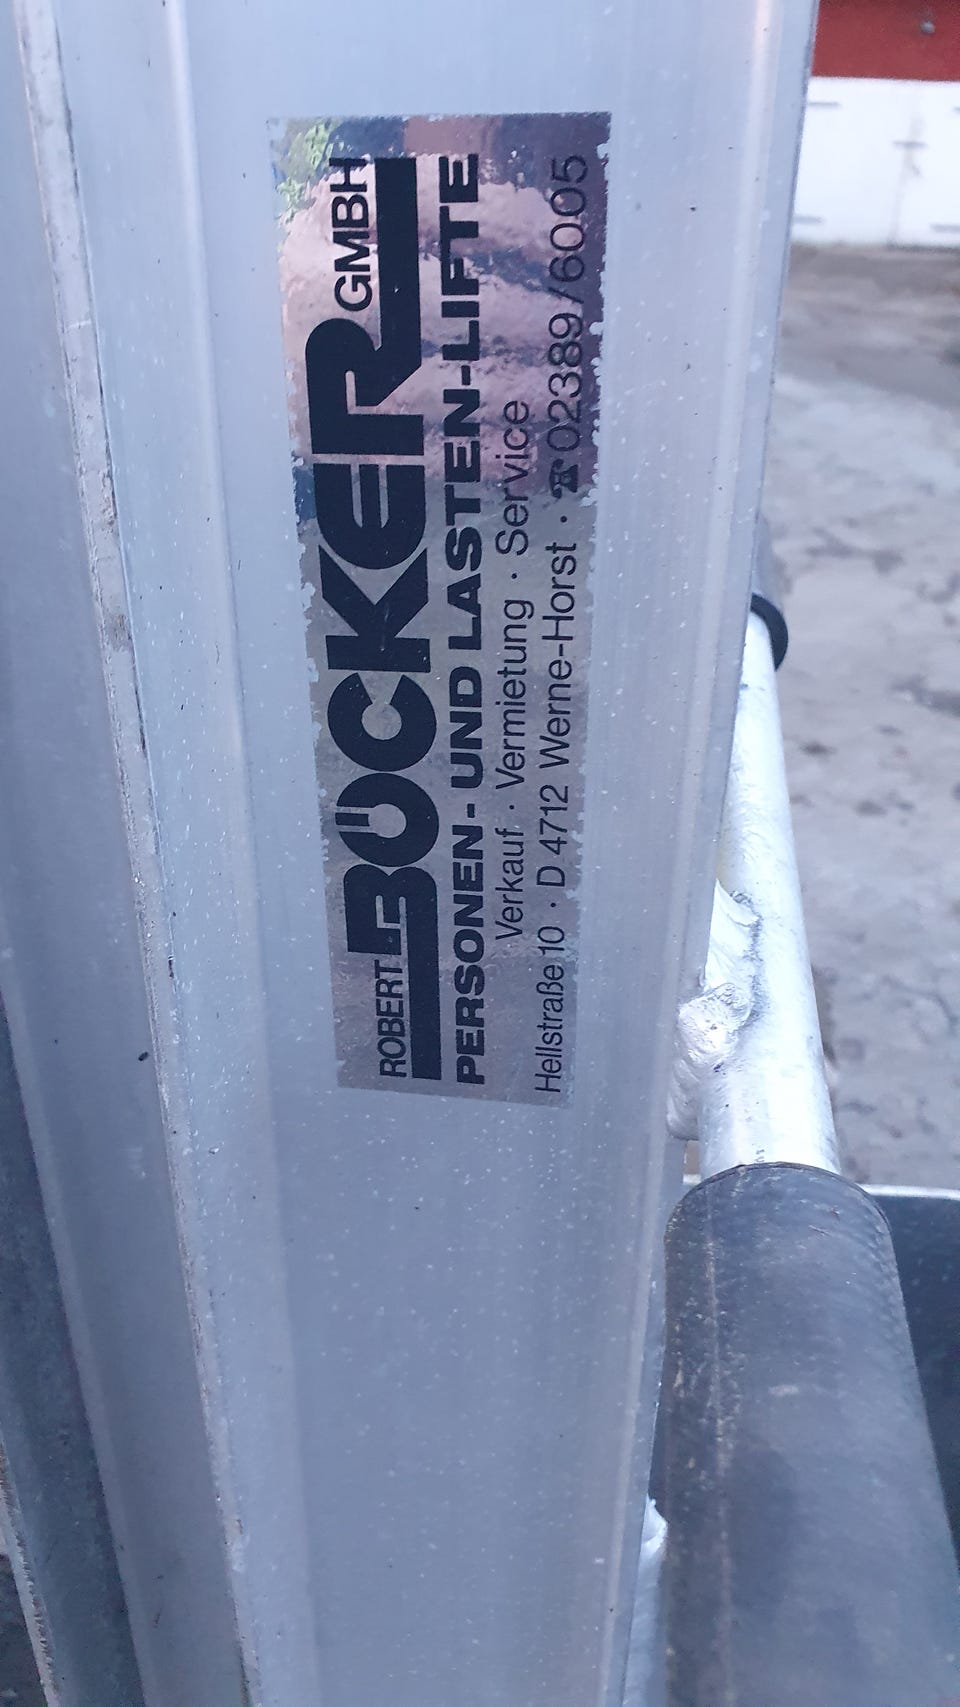 ROBERT BÖCKER GMBH
PERSONEN- UND LASTEN-LIFTE
Verkauf · Vermietung · Service
Hellstraße 10 · D 4712 Werne-Horst · ☎ 02389/6005